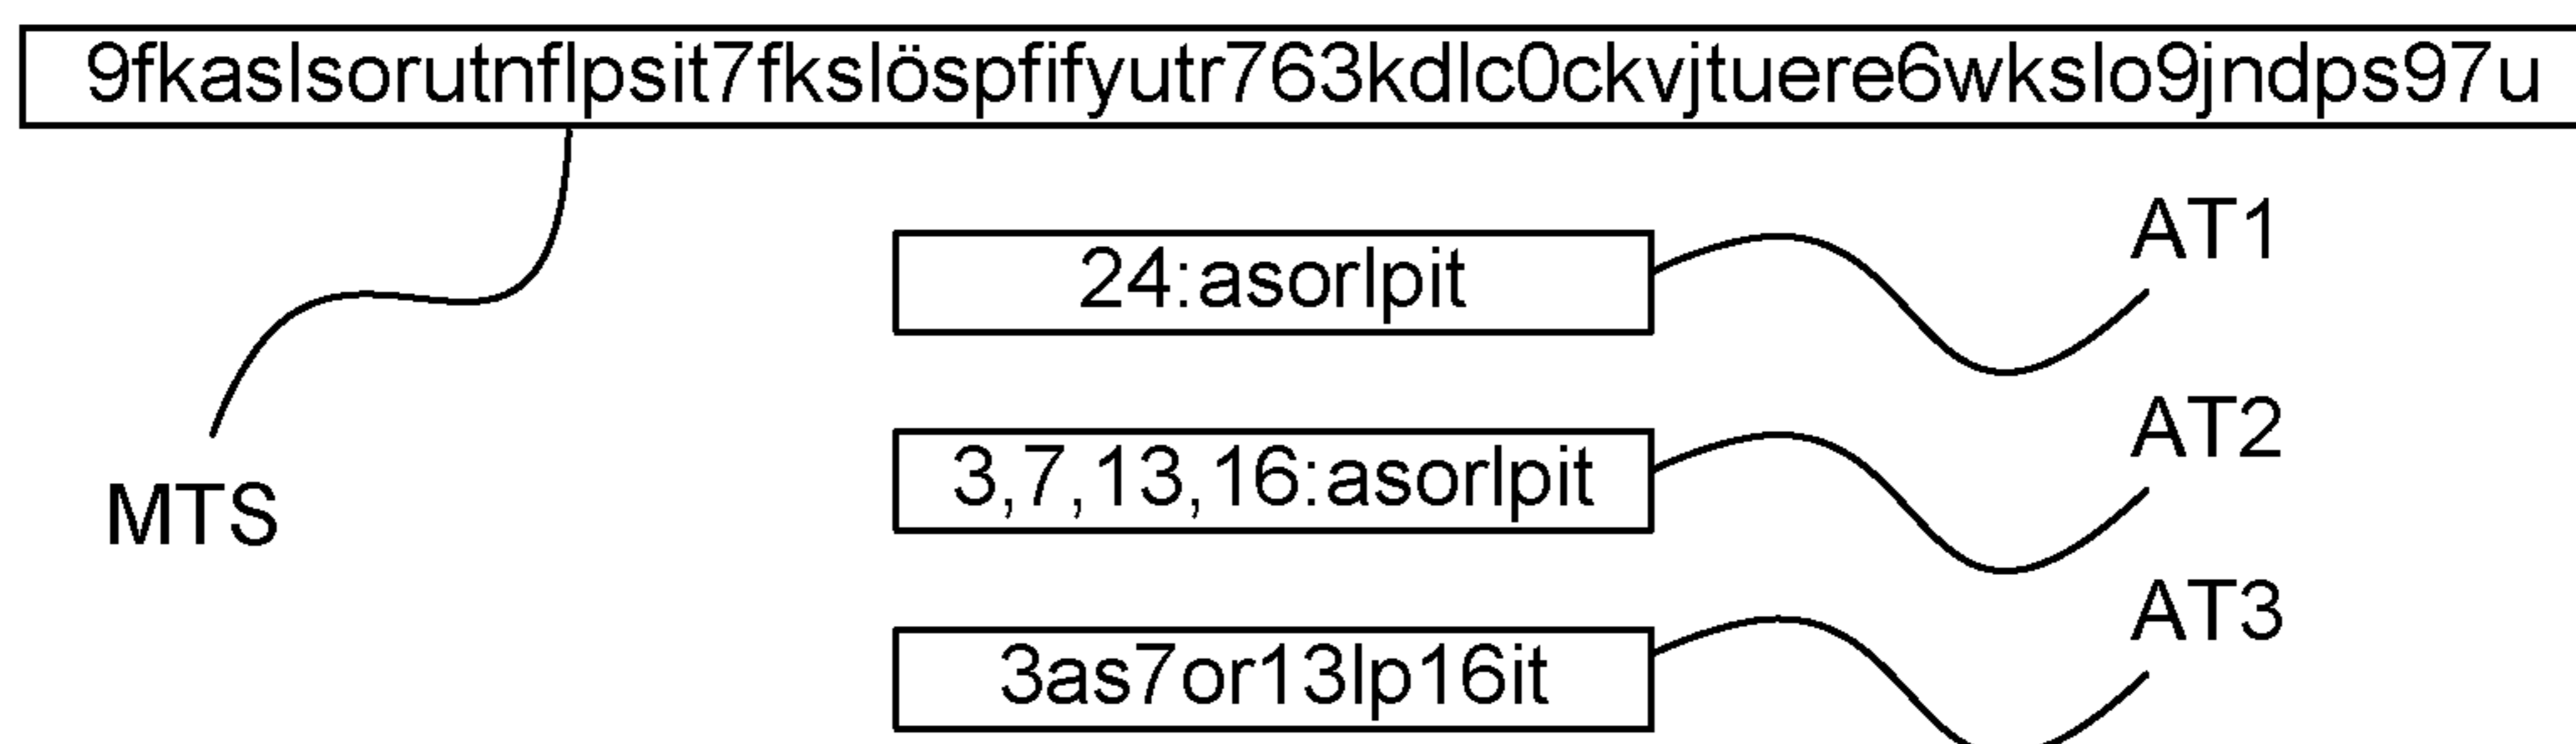 9fkaslsorutnflpsit7fkslöspfifyutr763kdlc0ckvjtuere6wkslo9jndps97u
AT1
24:asorlpit
AT2
3,7,13,16:asorlpit
MTS
AT3
3as7or13lp16it